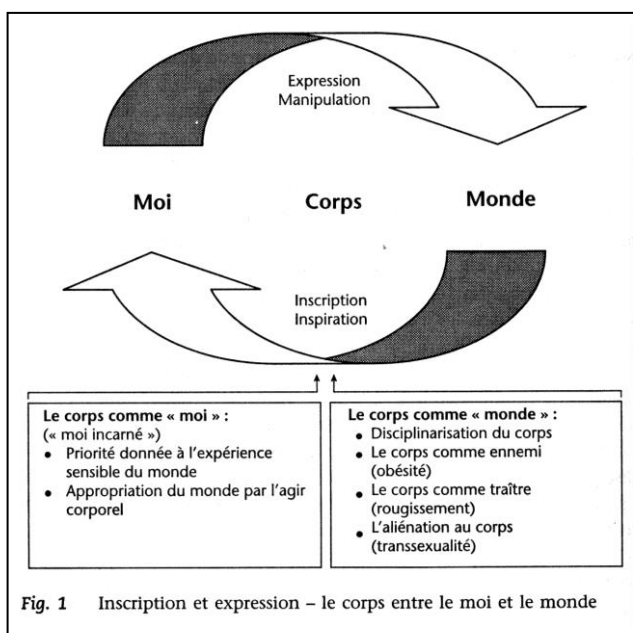 Expression
Manipulation
Moi
Corps
Monde
Inscription
Inspiration
Le corps comme « moi » :
(« moi incarné »)
• Priorité donnée à l'expérience
sensible du monde
• Appropriation du monde par l'agir
corporel
Le corps comme « monde » :
• Disciplinarisation du corps
• Le corps comme ennemi
(obésité)
• Le corps comme traître
(rougissement)
• L'aliénation au corps
(transsexualité)
Fig. 1 Inscription et expression – le corps entre le moi et le monde